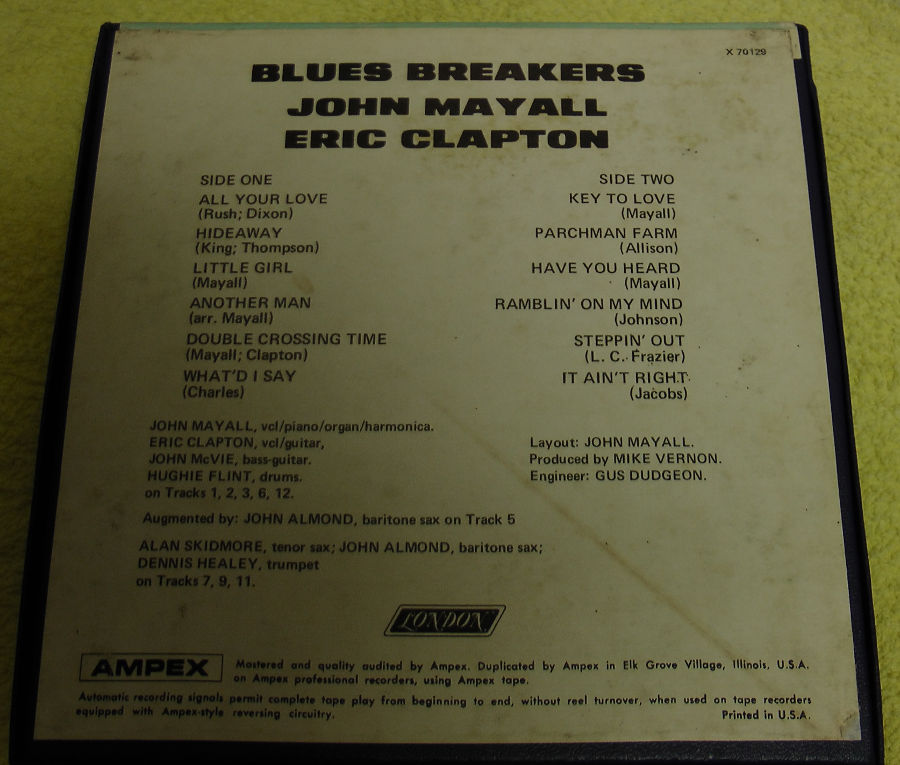 X 70129
BLUES BREAKERS
JOHN MAYALL
ERIC CLAPTON
SIDE ONE
ALL YOUR LOVE
(Rush; Dixon)
HIDEAWAY
(King; Thompson)
LITTLE GIRL
(Mayall)
ANOTHER MAN
(arr. Mayall)
DOUBLE CROSSING TIME
(Mayall; Clapton)
WHAT'D I SAY
(Charles)
SIDE TWO
KEY TO LOVE
(Mayall)
PARCHMAN FARM
(Allison)
HAVE YOU HEARD
(Mayall)
RAMBLIN' ON MY MIND
(Johnson)
STEPPIN' OUT
(L. C. Frazier)
IT AIN'T RIGHT
(Jacobs)
JOHN MAYALL, vcl/piano/organ/harmonica.
ERIC CLAPTON, vcl/guitar,
JOHN McVIE, bass-guitar.
HUGHIE FLINT, drums.
on Tracks 1, 2, 3, 6, 12.
Augmented by: JOHN ALMOND, baritone sax on Track 5
ALAN SKIDMORE, tenor sax; JOHN ALMOND, baritone sax;
DENNIS HEALEY, trumpet
on Tracks 7, 9, 11.
Layout: JOHN MAYALL.
Produced by MIKE VERNON.
Engineer: GUS DUDGEON.
LONDON
AMPEX
Mastered and quality audited by Ampex. Duplicated by Ampex in Elk Grove Village, Illinois, U.S.A.
on Ampex professional recorders, using Ampex tape.
Automatic recording signals permit complete tape play from beginning to end, without reel turnover, when used on tape recorders
equipped with Ampex-style reversing circuitry.
Printed in U.S.A.